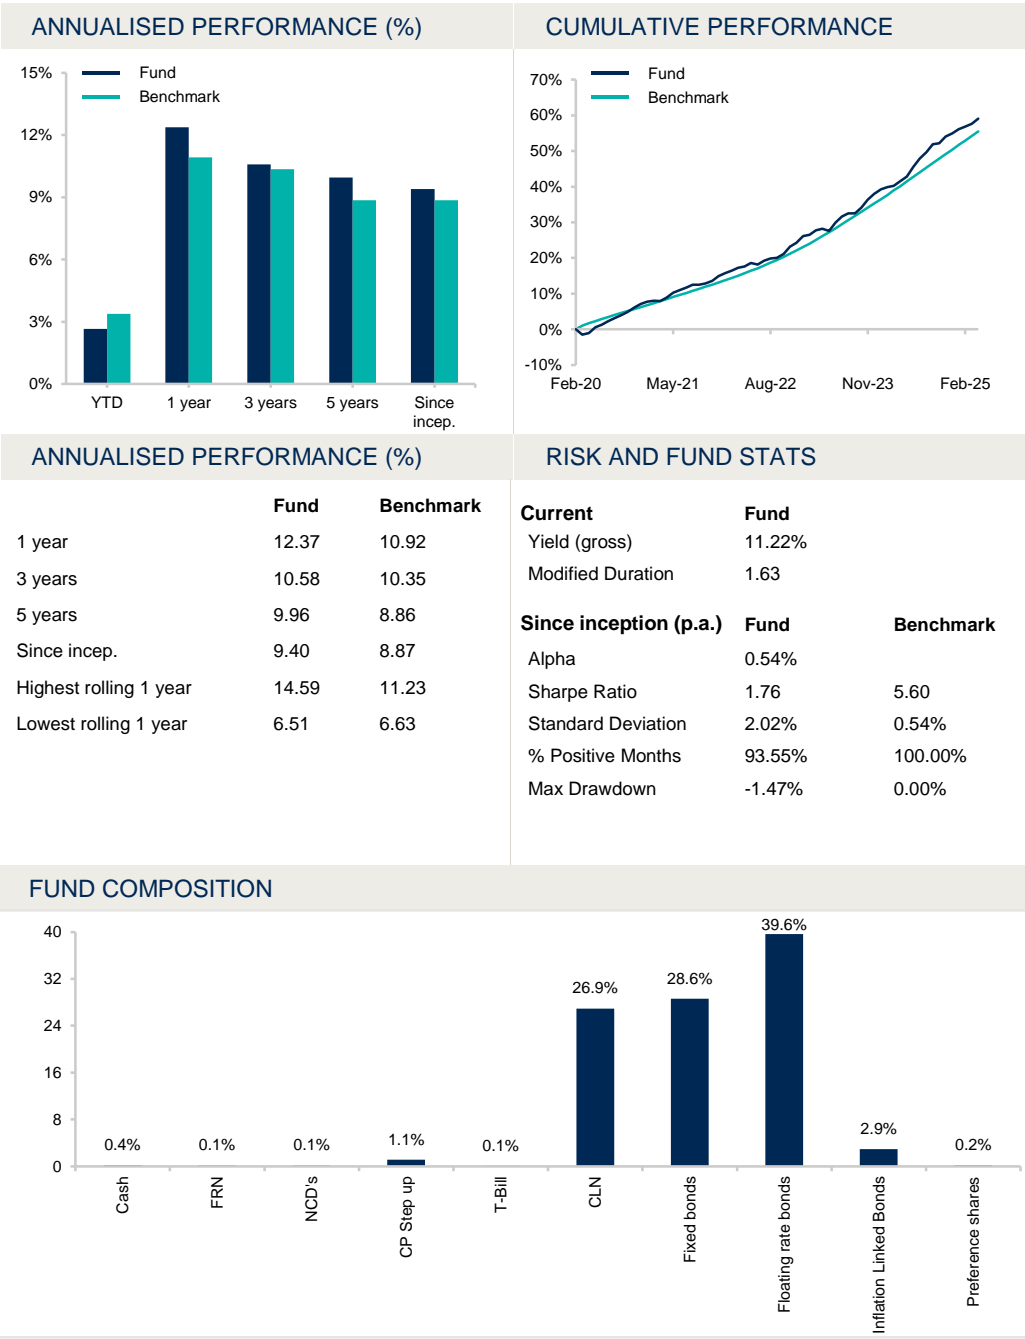 ANNUALISED PERFORMANCE (%)
15%
12%
9%
6%
3%
0%
Fund
Benchmark
YTD
1 year
3 years
5 years
Since
incep.
CUMULATIVE PERFORMANCE
70%
60%
50%
40%
30%
20%
10%
0%
-10%
Fund
Benchmark
Feb-20
May-21
Aug-22
Nov-23
Feb-25
ANNUALISED PERFORMANCE (%)
Fund Benchmark
1 year 12.37 10.92
3 years 10.58 10.35
5 years 9.96 8.86
Since incep. 9.40 8.87
Highest rolling 1 year 14.59 11.23
Lowest rolling 1 year 6.51 6.63
RISK AND FUND STATS
Current Fund
Yield (gross) 11.22%
Modified Duration 1.63
Since inception (p.a.) Fund Benchmark
Alpha 0.54%
Sharpe Ratio 1.76 5.60
Standard Deviation 2.02% 0.54%
% Positive Months 93.55% 100.00%
Max Drawdown -1.47% 0.00%
FUND COMPOSITION
40
32
24
16
8
0
0.4%
0.1%
0.1%
1.1%
0.1%
26.9%
28.6%
39.6%
2.9%
0.2%
Cash
FRN
NCD's
CP Step up
T-Bill
CLN
Fixed bonds
Floating rate bonds
Inflation Linked Bonds
Preference shares